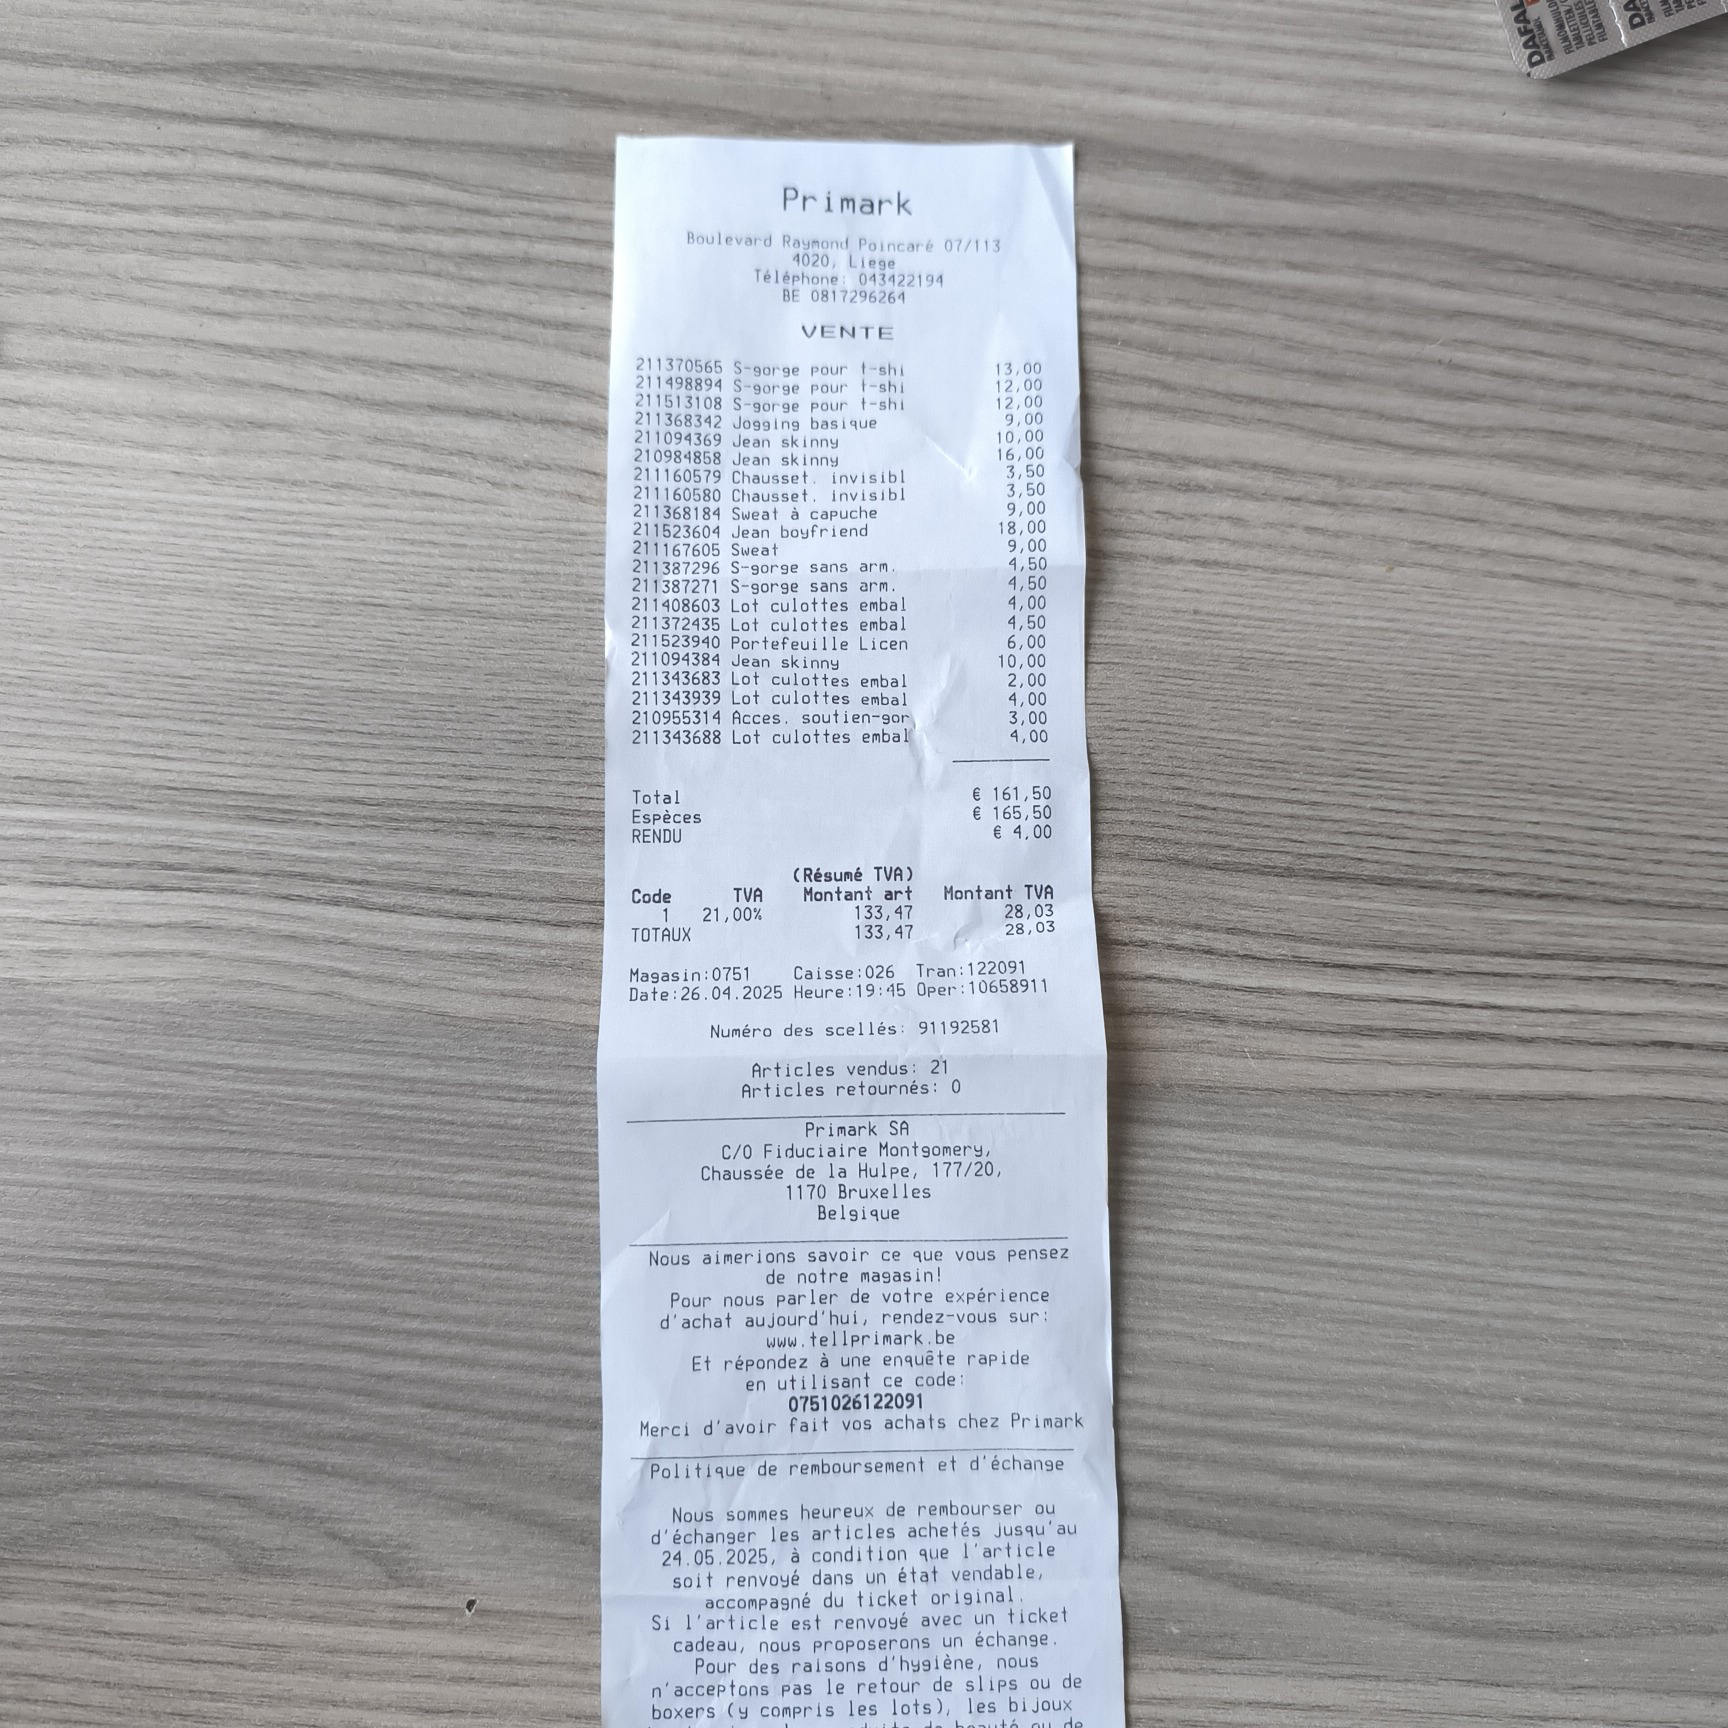 Primark
Boulevard Raymond Poincaré 07/113
4020, Liege
Téléphone: 043422194
BE 0817296264
VENTE
211370565 S-gorge pour t-shi 13,00
211498894 S-gorge pour t-shi 12,00
211513108 S-gorge pour t-shi 12,00
211368342 Jogging basique 9,00
211094369 Jean skinny 10,00
210984858 Jean skinny 16,00
211160579 Chausset. invisibl 3,50
211160580 Chausset. invisibl 3,50
211368184 Sweat à capuche 9,00
211523604 Jean boyfriend 18,00
211167605 Sweat 9,00
211387296 S-gorge sans arm. 4,50
211387271 S-gorge sans arm. 4,50
211408603 Lot culottes embal 4,00
211372435 Lot culottes embal 4,50
211523940 Portefeuille Licen 6,00
211094384 Jean skinny 10,00
211343683 Lot culottes embal 2,00
211343939 Lot culottes embal 4,00
210955314 Acces. soutien-gor 3,00
211343688 Lot culottes embal 4,00
Total € 161,50
Espèces € 165,50
RENDU € 4,00
(Résumé TVA)
Code TVA Montant art Montant TVA
1 21,00% 133,47 28,03
TOTAUX 133,47 28,03
Magasin:0751 Caisse:026 Tran:122091
Date:26.04.2025 Heure:19:45 Oper:10658911
Numéro des scellés: 91192581
Articles vendus: 21
Articles retournés: 0
Primark SA
C/O Fiduciaire Montgomery,
Chaussée de la Hulpe, 177/20,
1170 Bruxelles
Belgique
Nous aimerions savoir ce que vous pensez
de notre magasin!
Pour nous parler de votre expérience
d'achat aujourd'hui, rendez-vous sur:
www.tellprimark.be
Et répondez à une enquête rapide
en utilisant ce code:
0751026122091
Merci d'avoir fait vos achats chez Primark
Politique de remboursement et d'échange
Nous sommes heureux de rembourser ou
d'échanger les articles achetés jusqu'au
24.05.2025, à condition que l'article
soit renvoyé dans un état vendable,
accompagné du ticket original.
Si l'article est renvoyé avec un ticket
cadeau, nous proposerons un échange.
Pour des raisons d'hygiène, nous
n'acceptons pas le retour de slips ou de
boxers (y compris les lots), les bijoux
beauté ou de
DAFAL